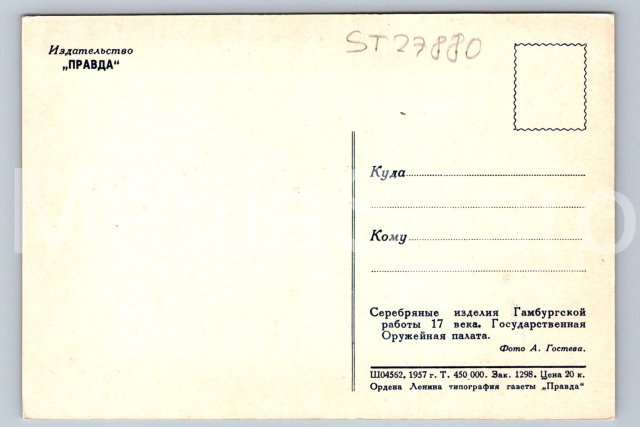 Издательство
„ПРАВДА“
ST27880
Куда
Кому
Серебряные изделия Гамбургской
работы 17 века. Государственная
Оружейная палата.
Фото А. Гостева.
Ш04562, 1957 г. Т. 450 000. Зак. 1298. Цена 20 к.
Ордена Ленина типография газеты „Правда“